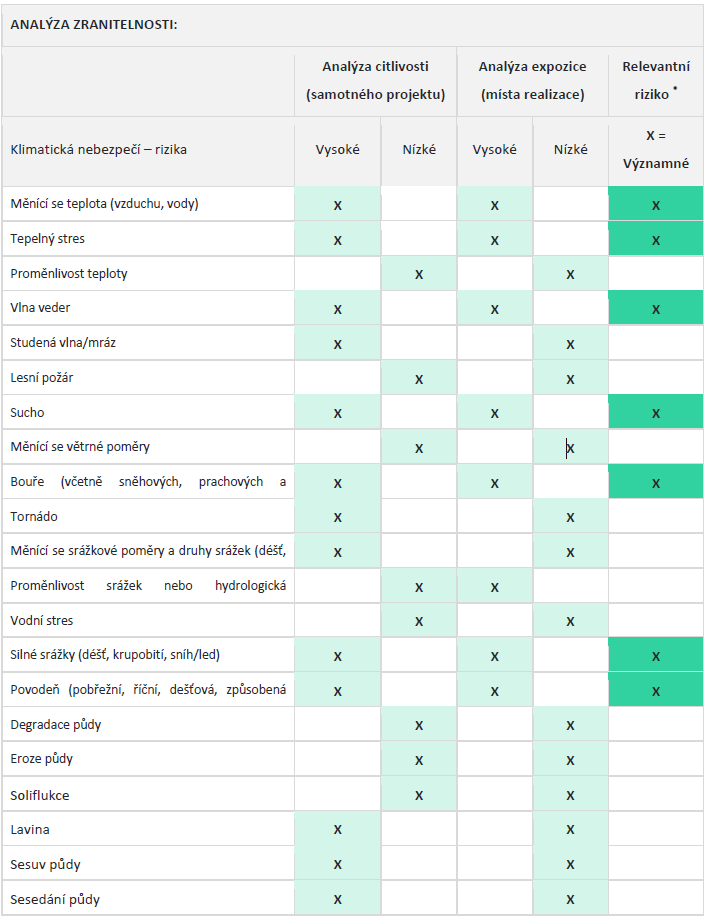 ANALÝZA ZRANITELNOSTI:
Analýza citlivosti (samotného projektu) Analýza expozice (místa realizace) Relevantní riziko *
Klimatická nebezpečí – rizika Vysoké Nízké Vysoké Nízké X = Významné
Měnící se teplota (vzduchu, vody) X X X
Tepelný stres X X X
Proměnlivost teploty X X
Vlna veder X X X
Studená vlna/mráz X X
Lesní požár X X
Sucho X X X
Měnící se větrné poměry X X
Bouře (včetně sněhových, prachových a X X X
Tornádo X X
Měnící se srážkové poměry a druhy srážek (déšť, X X
Proměnlivost srážek nebo hydrologická X X
Vodní stres X X
Silné srážky (déšť, krupobití, sníh/led) X X X
Povodeň (pobřežní, říční, dešťová, způsobená X X X
Degradace půdy X X
Eroze půdy X X
Soliflukce X X
Lavina X X
Sesuv půdy X X
Sesedání půdy X X